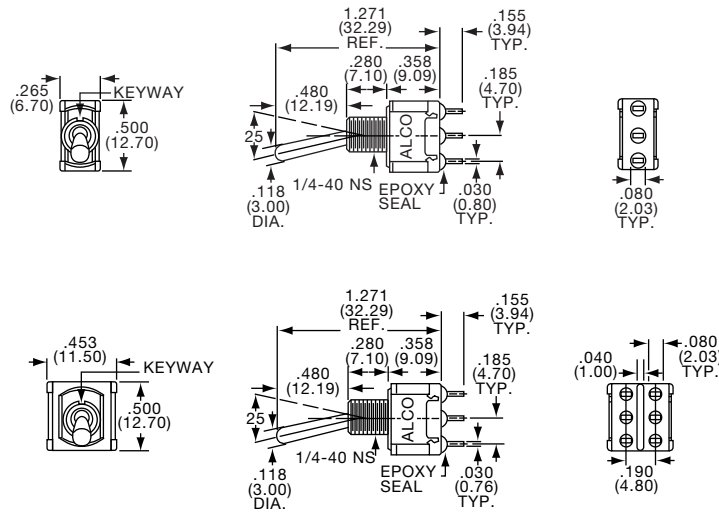 .265
(6.70)
KEYWAY
.500
(12.70)
1.271
(32.29)
REF.
.280
(7.10)
.358
(9.09)
.480
(12.19)
25
.118
(3.00)
DIA.
1/4-40 NS
ALCO
EPOXY
SEAL
.155
(3.94)
TYP.
.185
(4.70)
TYP.
.030
(0.80)
TYP.
.080
(2.03)
TYP.
.453
(11.50)
KEYWAY
.500
(12.70)
1.271
(32.29)
REF.
.280
(7.10)
.358
(9.09)
.480
(12.19)
25
.118
(3.00)
DIA.
1/4-40 NS
ALCO
EPOXY
SEAL
.155
(3.94)
TYP.
.185
(4.70)
TYP.
.030
(0.76)
TYP.
.040
(1.00)
.080
(2.03)
TYP.
.190
(4.80)